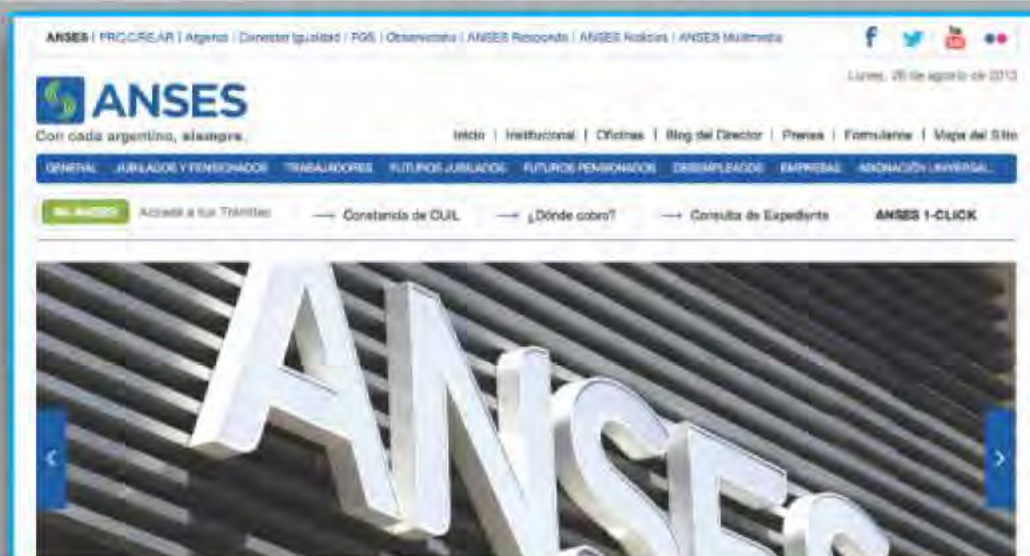 ANSES | PRO.CRE.AR | Argenta | Conectar Igualdad | FGS | Observatorio | ANSES Responde | ANSES Noticias | ANSES Multimedia
Lunes, 26 de agosto de 2013
ANSES
Con cada argentino, siempre.
Inicio | Institucional | Oficinas | Blog del Director | Prensa | Formularios | Mapa del Sitio
GENERAL JUBILADOS Y PENSIONADOS TRABAJADORES FUTUROS JUBILADOS FUTUROS PENSIONADOS DESEMPLEADOS EMPRESAS ASIGNACIÓN UNIVERSAL
MI ANSES Accedé a tus Trámites → Constancia de CUIL → ¿Dónde cobro? → Consulta de Expediente ANSES 1-CLICK
ANSES